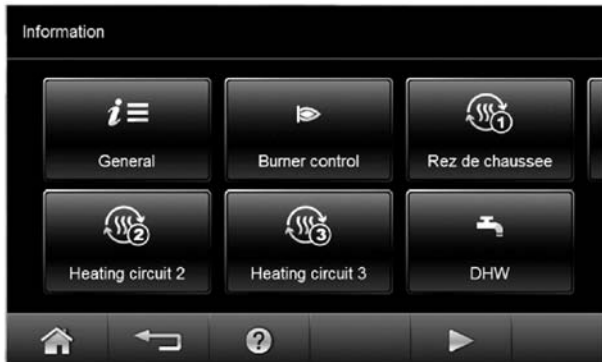 Information
General
Burner control
Rez de chaussee
Heating circuit 2
Heating circuit 3
DHW